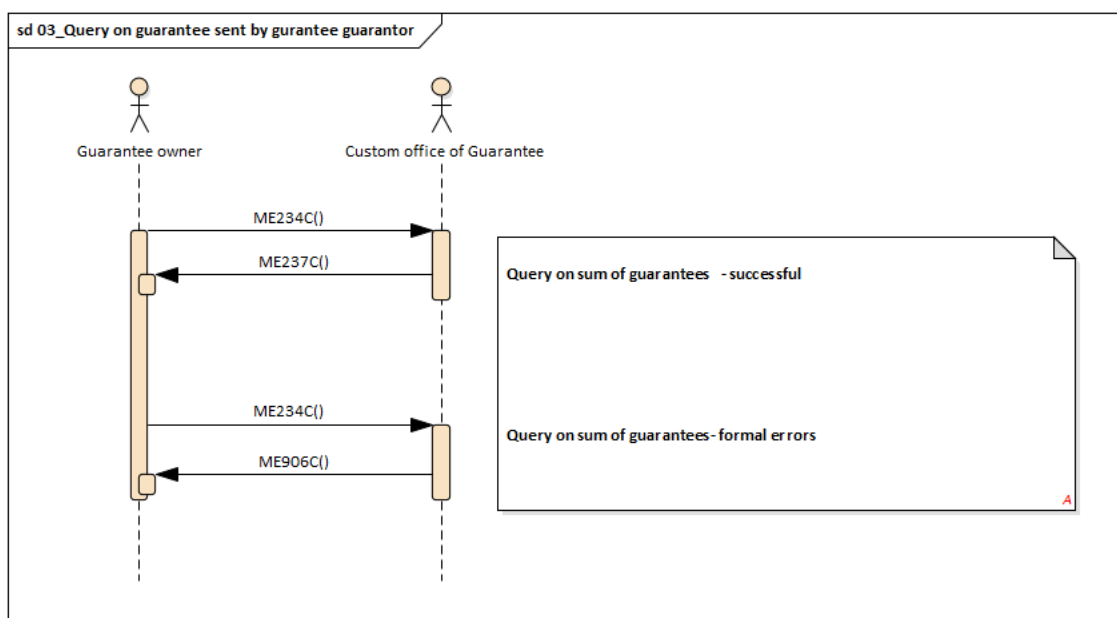 sd 03_Query on guarantee sent by gurantee guarantor
Guarantee owner
Custom office of Guarantee
ME234C()
ME237C()
Query on sum of guarantees - successful
ME234C()
Query on sum of guarantees- formal errors
ME906C()
A